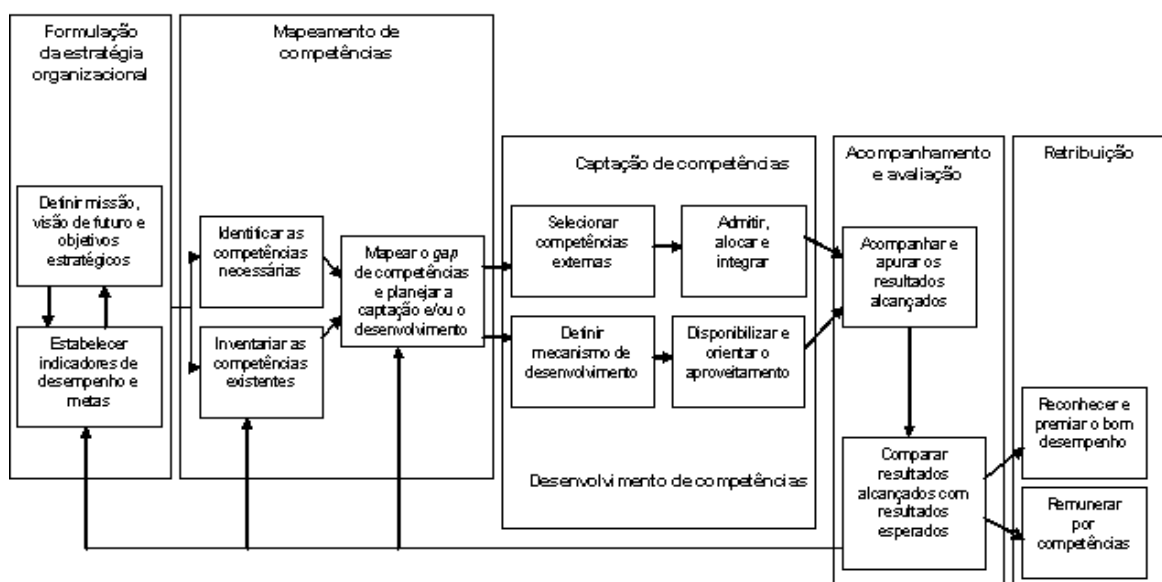 Formulação
da estratégia
organizacional
Definir missão,
visão de futuro e
objetivos
estratégicos
Estabelecer
indicadores de
desempenho e
metas
Mapeamento de
competências
Identificar as
competências
necessárias
Inventariar as
competências
existentes
Mapear o gap
de competências
e planejar a
captação e/ou o
desenvolvimento
Captação de competências
Selecionar
competências
externas
Admitir,
alocar e
integrar
Definir
mecanismo de
desenvolvimento
Disponibilizar e
orientar o
aproveitamento
Desenvolvimento de competências
Acompanhamento
e avaliação
Acompanhar e
apurar os
resultados
alcançados
Comparar
resultados
alcançados com
resultados
esperados
Retribuição
Reconhecer e
premiar o bom
desempenho
Remunerar
por
competências